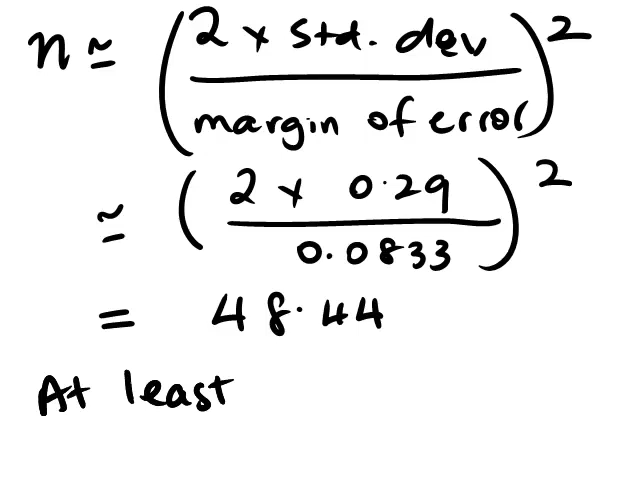 n ≃ (2 × std. dev / margin of error)²
≃ (2 × 0.29 / 0.0833)²
= 48.44
At least